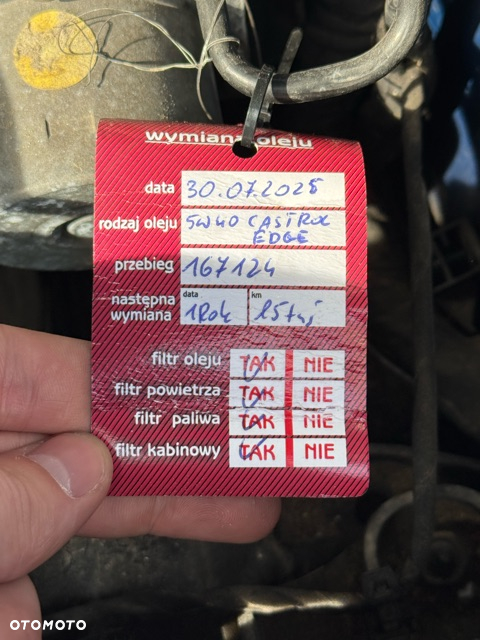 wymiana oleju
data 30.07.2025
rodzaj oleju 5W40 CASTROL
EDGE
przebieg 167124
następna data km
wymiana 1Rok 15tyś
filtr oleju TAK NIE
filtr powietrza TAK NIE
filtr paliwa TAK NIE
filtr kabinowy TAK NIE
OTOMOTO